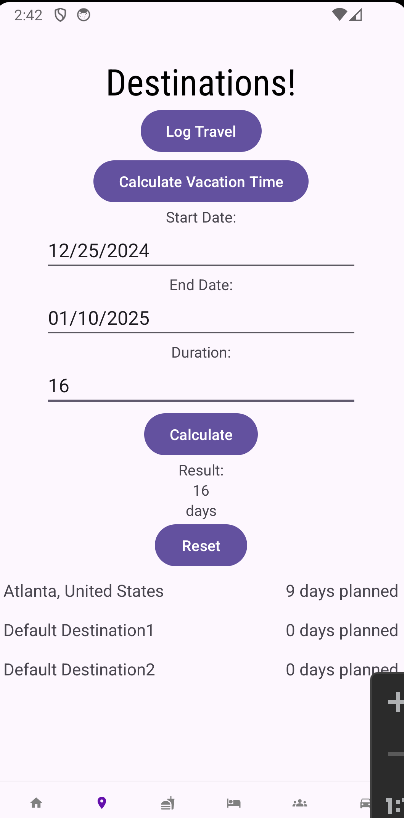 2:42
Destinations!
Log Travel
Calculate Vacation Time
Start Date:
12/25/2024
End Date:
01/10/2025
Duration:
16
Calculate
Result:
16
days
Reset
Atlanta, United States 9 days planned
Default Destination1 0 days planned
Default Destination2 0 days planned